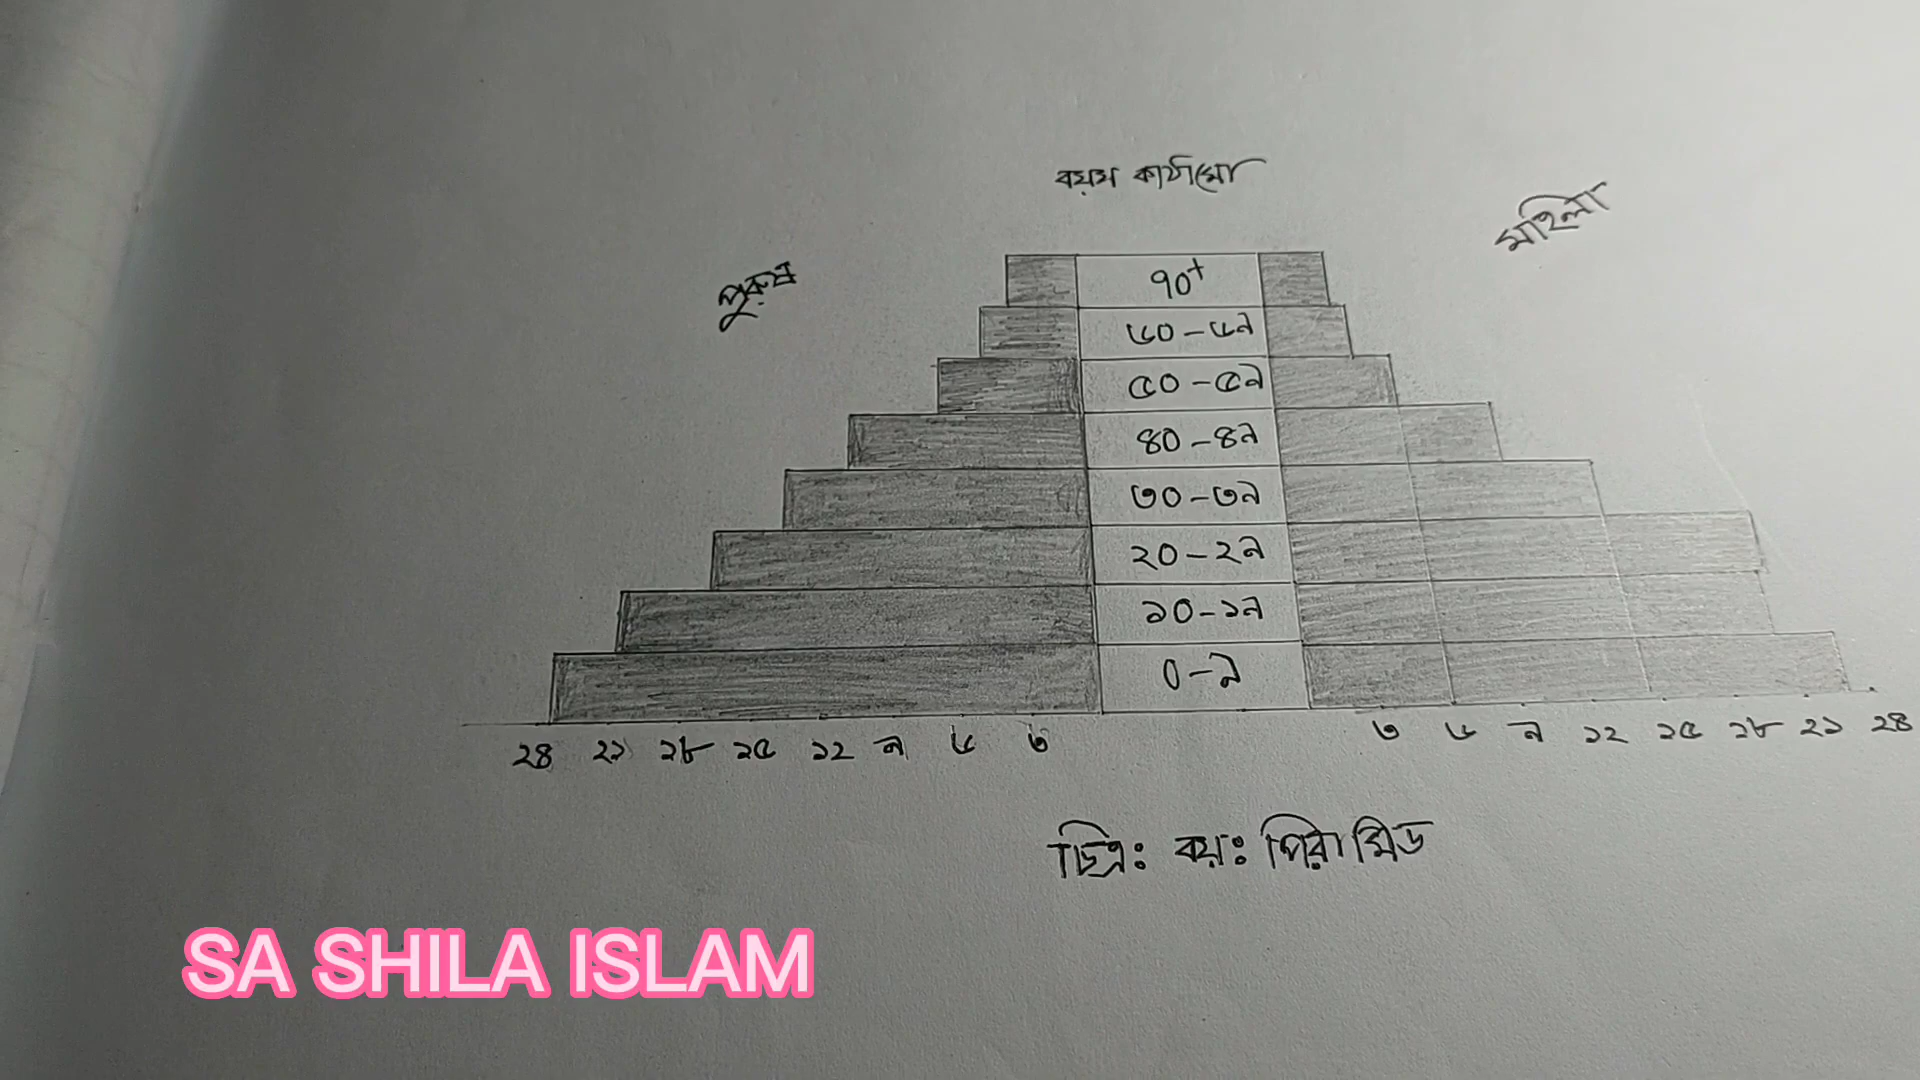 বয়স কাঠামো
পুরুষ
মহিলা
৭০+
৬০-৬৯
৫০-৫৯
৪০-৪৯
৩০-৩৯
২০-২৯
১০-১৯
০-৯
২৪ ২১ ১৮ ১৫ ১২ ৯ ৬ ৩ ৩ ৬ ৯ ১২ ১৫ ১৮ ২১ ২৪
চিত্র: বয়: পিরামিড
SA SHILA ISLAM